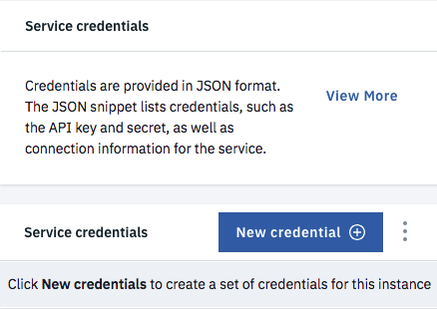 Service credentials
Credentials are provided in JSON format.
The JSON snippet lists credentials, such as
the API key and secret, as well as
connection information for the service.
View More
Service credentials
New credential
Click New credentials to create a set of credentials for this instance